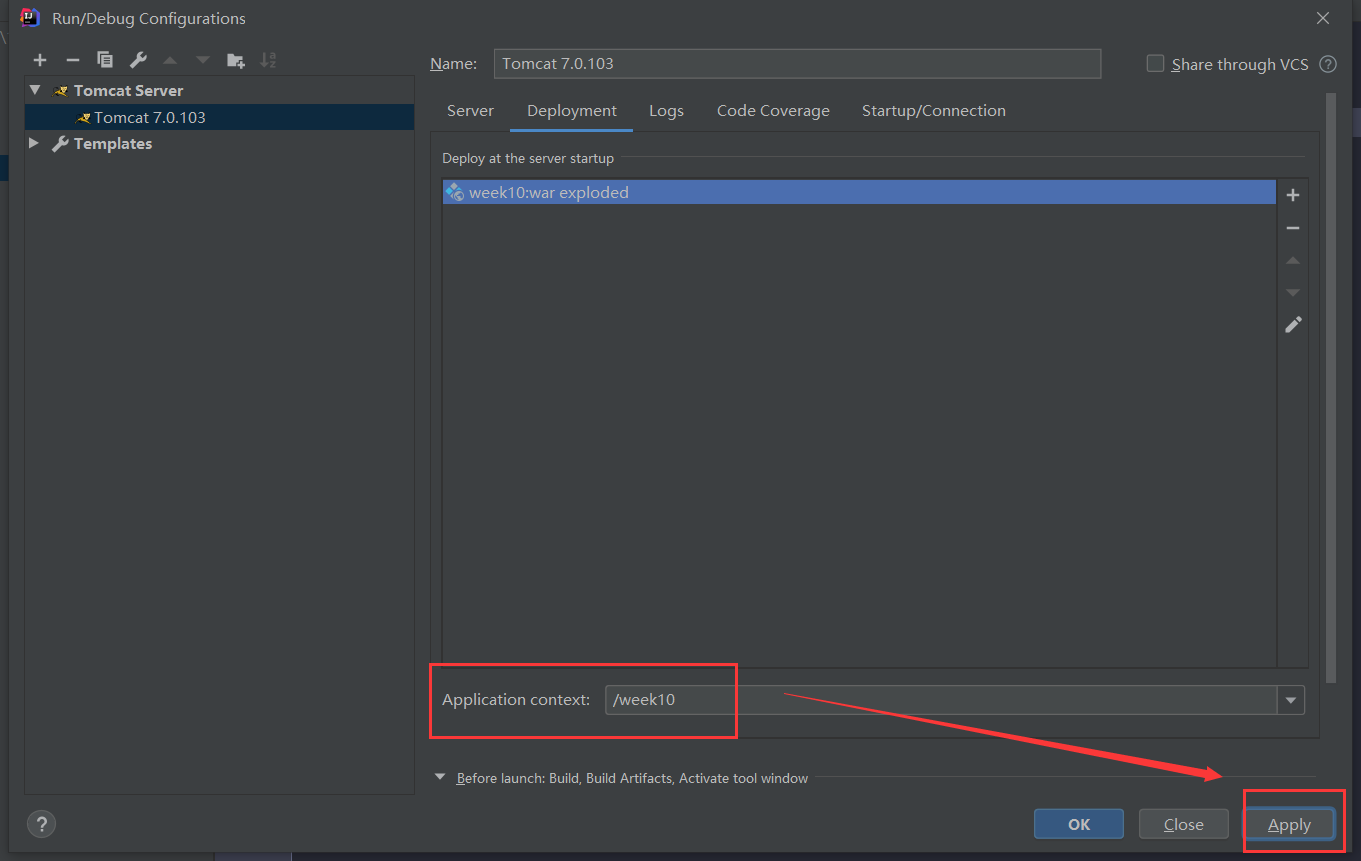 Run/Debug Configurations
Name: Tomcat 7.0.103
Share through VCS ?
Tomcat Server
Tomcat 7.0.103
Templates
Server Deployment Logs Code Coverage Startup/Connection
Deploy at the server startup
week10:war exploded
Application context: /week10
Before launch: Build, Build Artifacts, Activate tool window
? OK Close Apply